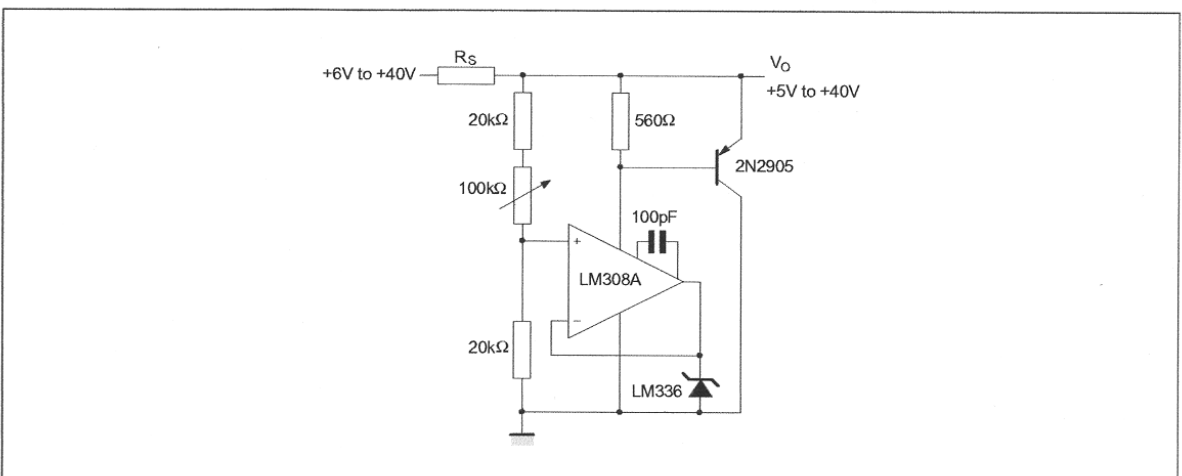 R_S
V_O
+6V to +40V
+5V to +40V
20kΩ
560Ω
100kΩ
2N2905
100pF
+
LM308A
−
20kΩ
LM336